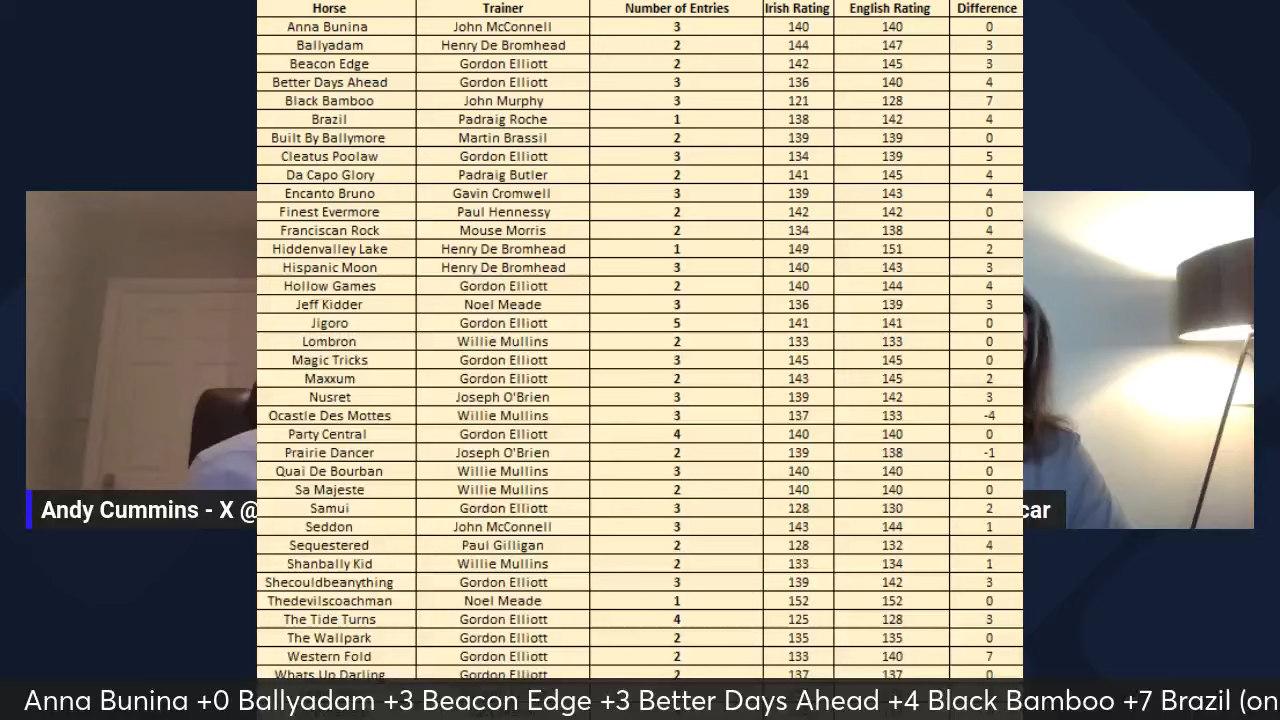 Horse Trainer Number of Entries Irish Rating English Rating Difference
Anna Bunina John McConnell 3 140 140 0
Ballyadam Henry De Bromhead 2 144 147 3
Beacon Edge Gordon Elliott 2 142 145 3
Better Days Ahead Gordon Elliott 3 136 140 4
Black Bamboo John Murphy 3 121 128 7
Brazil Padraig Roche 1 138 142 4
Built By Ballymore Martin Brassil 2 139 139 0
Cleatus Poolaw Gordon Elliott 3 134 139 5
Da Capo Glory Padraig Butler 2 141 145 4
Encanto Bruno Gavin Cromwell 3 139 143 4
Finest Evermore Paul Hennessy 2 142 142 0
Franciscan Rock Mouse Morris 2 134 138 4
Hiddenvalley Lake Henry De Bromhead 1 149 151 2
Hispanic Moon Henry De Bromhead 3 140 143 3
Hollow Games Gordon Elliott 2 140 144 4
Jeff Kidder Noel Meade 3 136 139 3
Jigoro Gordon Elliott 5 141 141 0
Lombron Willie Mullins 2 133 133 0
Magic Tricks Gordon Elliott 3 145 145 0
Maxxum Gordon Elliott 2 143 145 2
Nusret Joseph O'Brien 3 139 142 3
Ocastle Des Mottes Willie Mullins 3 137 133 -4
Party Central Gordon Elliott 4 140 140 0
Prairie Dancer Joseph O'Brien 2 139 138 -1
Quai De Bourban Willie Mullins 3 140 140 0
Sa Majeste Willie Mullins 2 140 140 0
Samui Gordon Elliott 3 128 130 2
Seddon John McConnell 3 143 144 1
Sequestered Paul Gilligan 2 128 132 4
Shanbally Kid Willie Mullins 2 133 134 1
Shecouldbeanything Gordon Elliott 3 139 142 3
Thedevilscoachman Noel Meade 1 152 152 0
The Tide Turns Gordon Elliott 4 125 128 3
The Wallpark Gordon Elliott 2 135 135 0
Western Fold Gordon Elliott 2 133 140 7
Whats Up Darling Gordon Elliott 2 137 137 0
Andy Cummins - X @
car
Anna Bunina +0 Ballyadam +3 Beacon Edge +3 Better Days Ahead +4 Black Bamboo +7 Brazil (on